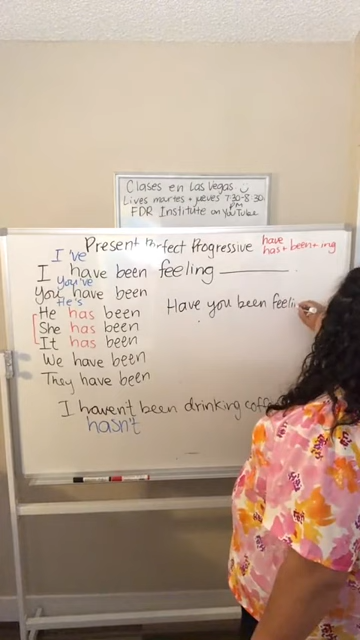 Clases en Las Vegas
Lives martes + jueves 7:30-8:30
PM
FDR Institute on YouTube
Present Perfect Progressive have
has + been + ing
I've
I have been feeling
you've
You have been
He's
Have you been feelin
He has been
She has been
It has been
We have been
They have been
I haven't been drinking
hasn't